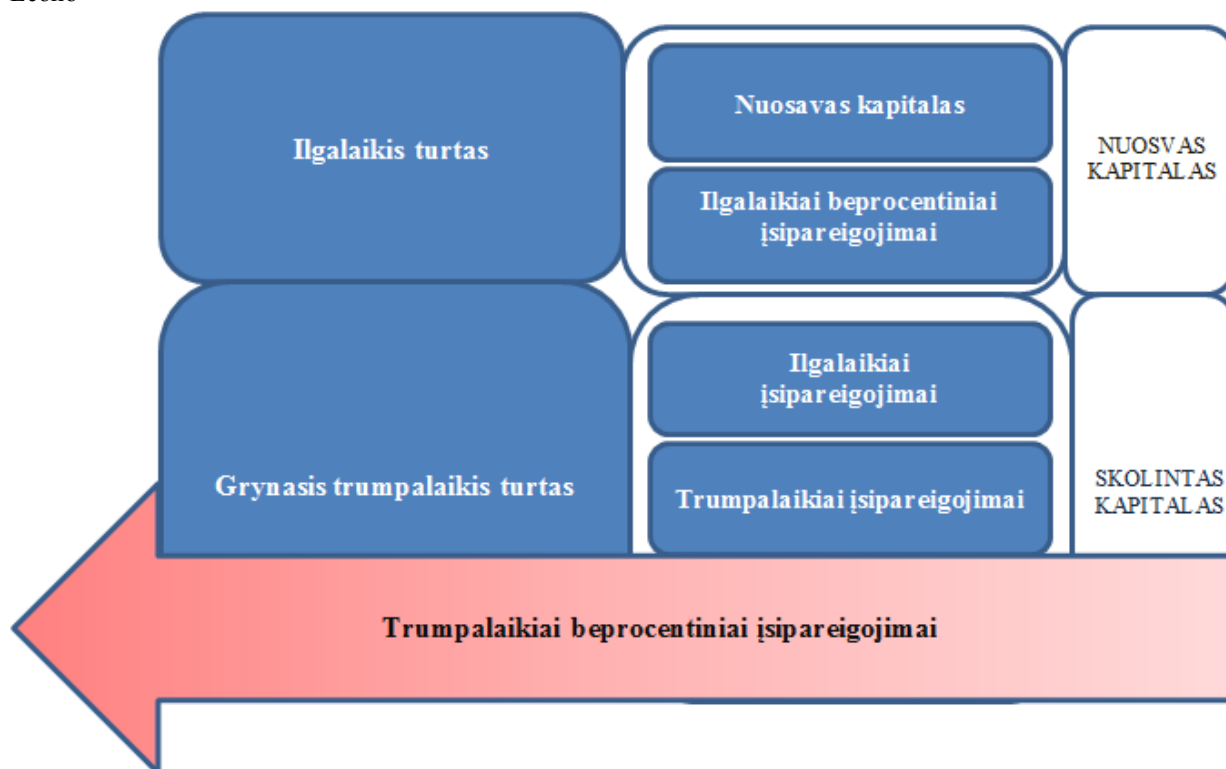 Ilgalaikis turtas
Nuosavas kapitalas
Ilgalaikiai beprocentiniai
įsipareigojimai
NUOSVAS
KAPITALAS
Ilgalaikiai
įsipareigojimai
Grynasis trumpalaikis turtas
Trumpalaikiai įsipareigojimai
SKOLINTAS
KAPITALAS
Trumpalaikiai beprocentiniai įsipareigojimai